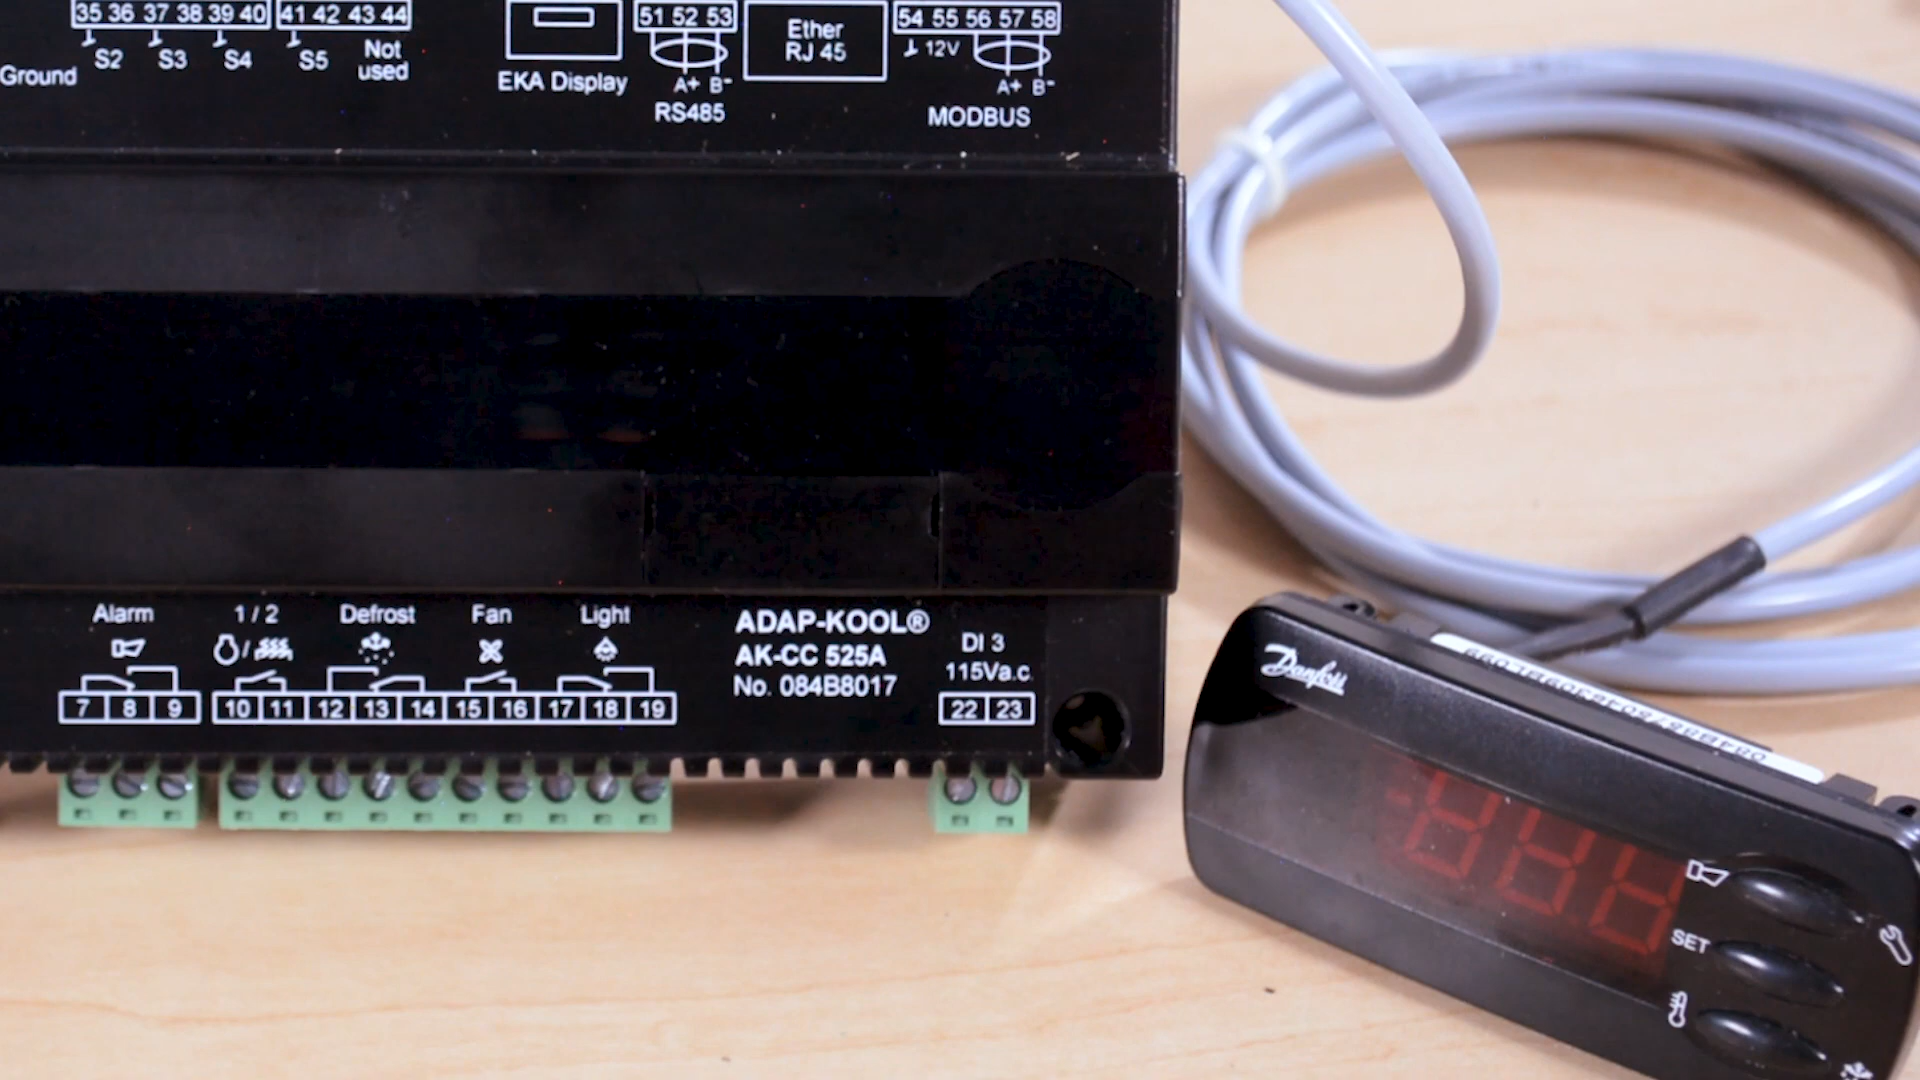 35 36 37 38 39 40 41 42 43 44 51 52 53 54 55 56 57 58
Ground S2 S3 S4 S5 Not used
EKA Display
A+ B-
RS485
Ether
RJ 45
12V
A+ B-
MODBUS
Alarm 1 / 2 Defrost Fan Light
7 8 9 10 11 12 13 14 15 16 17 18 19
ADAP-KOOL®
AK-CC 525A
No. 084B8017
DI 3
115Va.c.
22 23
Danfoss
SET